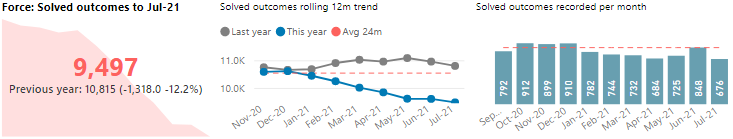 Force: Solved outcomes to Jul-21
9,497
Previous year: 10,815 (-1,318.0 -12.2%)
Solved outcomes rolling 12m trend
Last year This year Avg 24m
11.0K
10.0K
Nov-20 Dec-20 Jan-21 Feb-21 Mar-21 Apr-21 May-21 Jun-21 Jul-21
Solved outcomes recorded per month
792 912 899 910 782 744 732 684 725 848 676
Sep... Oct-20 Nov-20 Dec-20 Jan-21 Feb-21 Mar-21 Apr-21 May-21 Jun-21 Jul-21